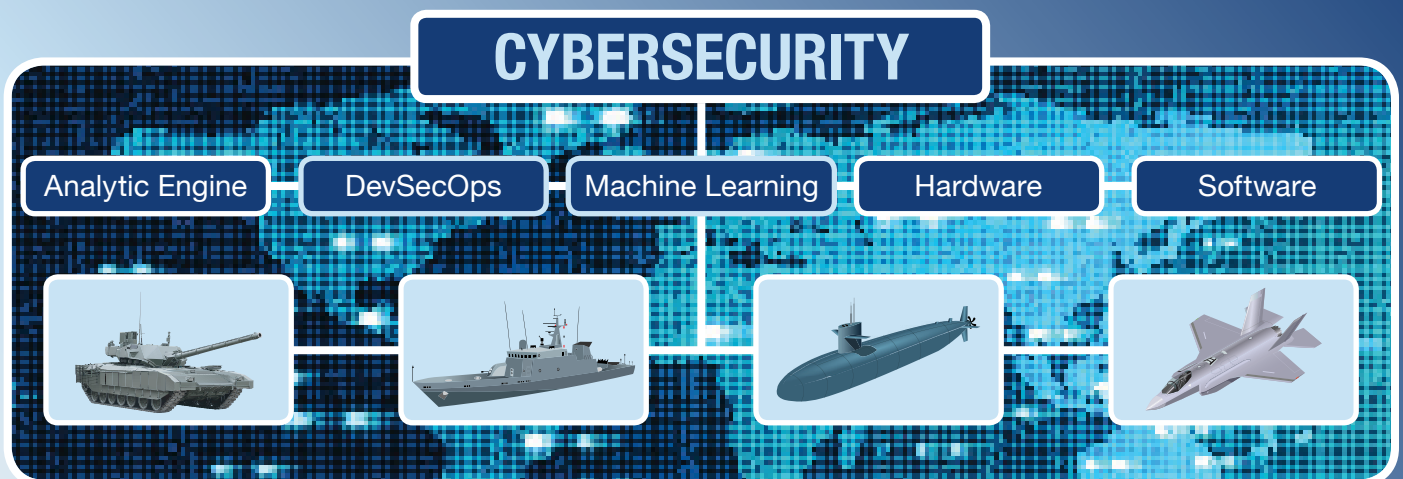 CYBERSECURITY
Analytic Engine
DevSecOps
Machine Learning
Hardware
Software